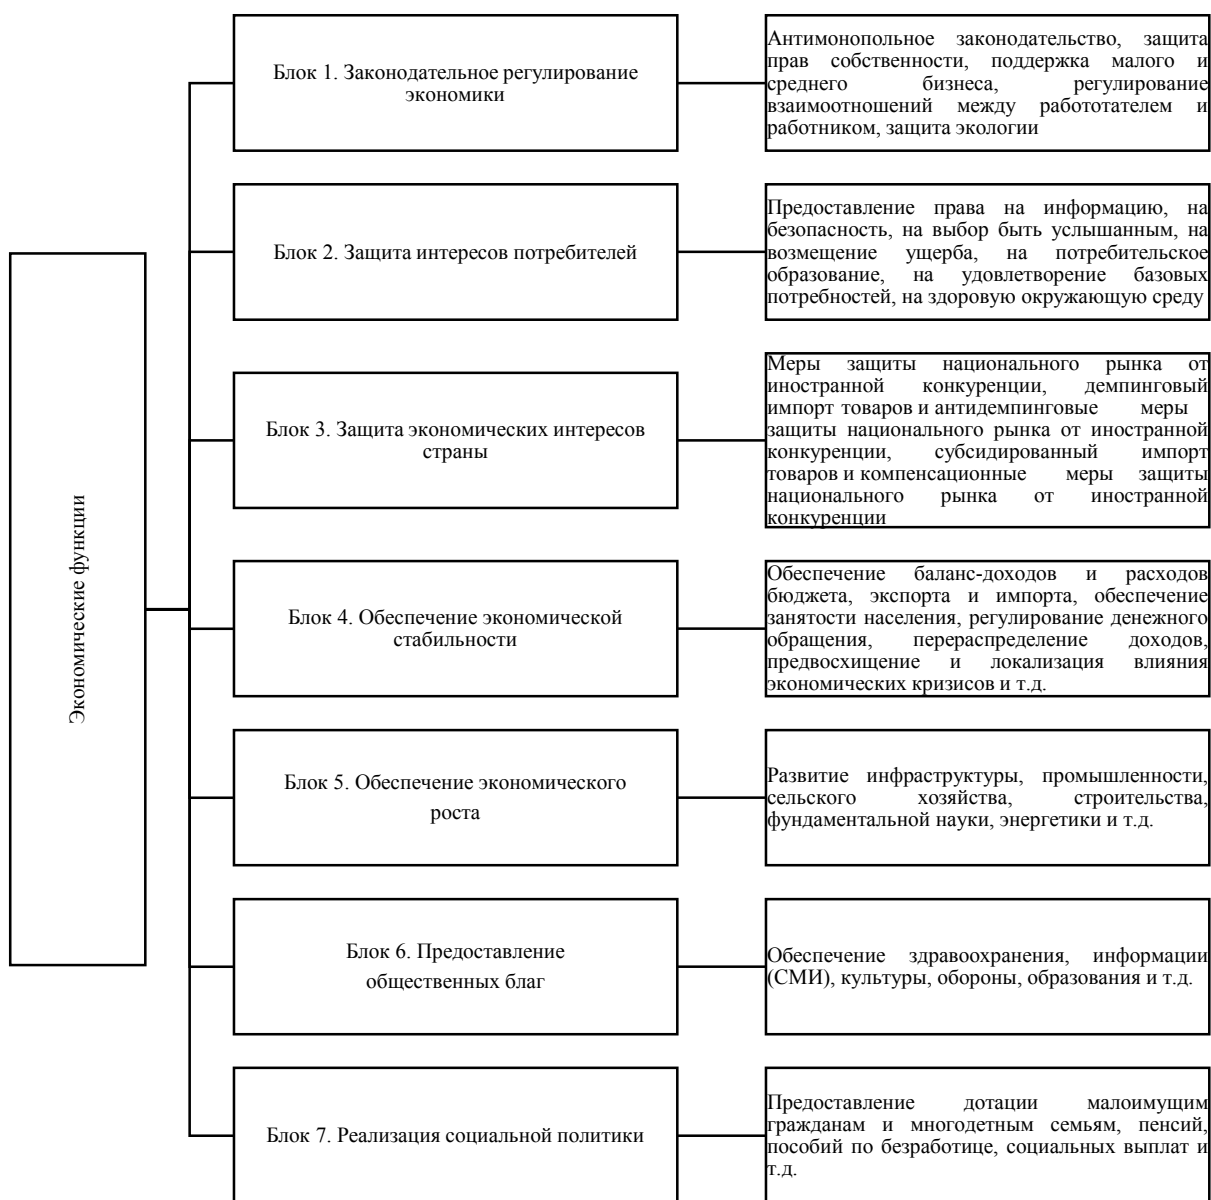 Экономические функции
Блок 1. Законодательное регулирование
экономики
Антимонопольное законодательство, защита
прав собственности, поддержка малого и
среднего бизнеса, регулирование
взаимоотношений между работотателем и
работником, защита экологии
Блок 2. Защита интересов потребителей
Предоставление права на информацию, на
безопасность, на выбор быть услышанным, на
возмещение ущерба, на потребительское
образование, на удовлетворение базовых
потребностей, на здоровую окружающую среду
Блок 3. Защита экономических интересов
страны
Меры защиты национального рынка от
иностранной конкуренции, демпинговый
импорт товаров и антидемпинговые меры
защиты национального рынка от иностранной
конкуренции, субсидированный импорт
товаров и компенсационные меры защиты
национального рынка от иностранной
конкуренции
Блок 4. Обеспечение экономической
стабильности
Обеспечение баланс-доходов и расходов
бюджета, экспорта и импорта, обеспечение
занятости населения, регулирование денежного
обращения, перераспределение доходов,
предвосхищение и локализация влияния
экономических кризисов и т.д.
Блок 5. Обеспечение экономического
роста
Развитие инфраструктуры, промышленности,
сельского хозяйства, строительства,
фундаментальной науки, энергетики и т.д.
Блок 6. Предоставление
общественных благ
Обеспечение здравоохранения, информации
(СМИ), культуры, обороны, образования и т.д.
Блок 7. Реализация социальной политики
Предоставление дотации малоимущим
гражданам и многодетным семьям, пенсий,
пособий по безработице, социальных выплат и
т.д.